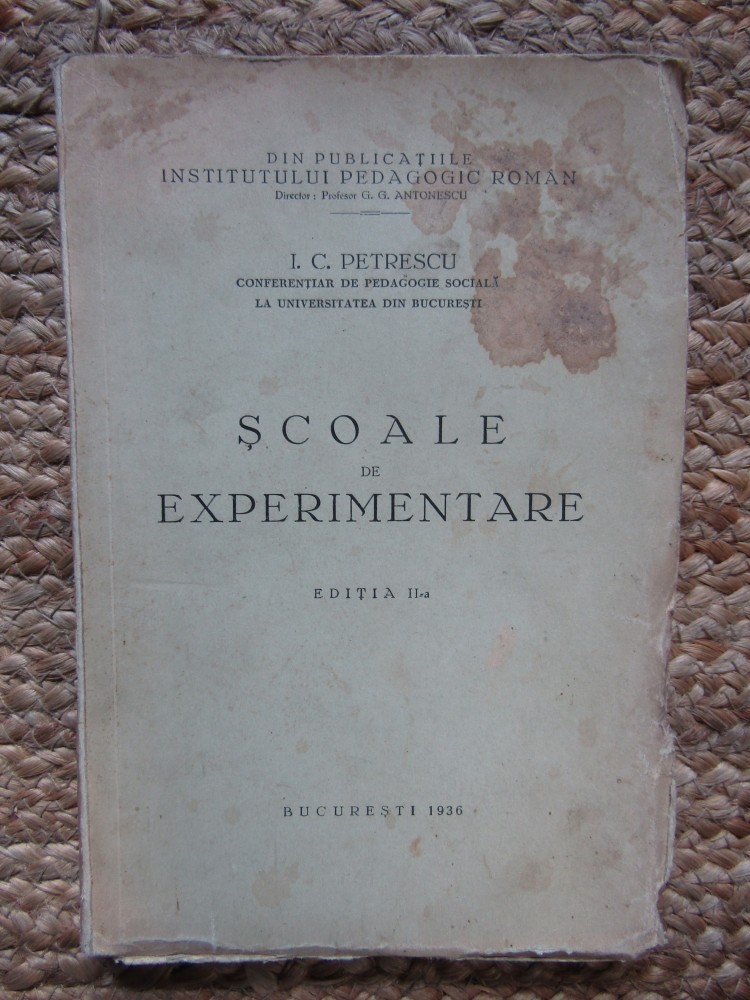 DIN PUBLICAȚIILE
INSTITUTULUI PEDAGOGIC ROMÂN
Director: Profesor G. G. ANTONESCU
I. C. PETRESCU
CONFERENȚIAR DE PEDAGOGIE SOCIALĂ
LA UNIVERSITATEA DIN BUCUREȘTI
ȘCOALE
DE
EXPERIMENTARE
EDIȚIA II-a
BUCUREȘTI 1936